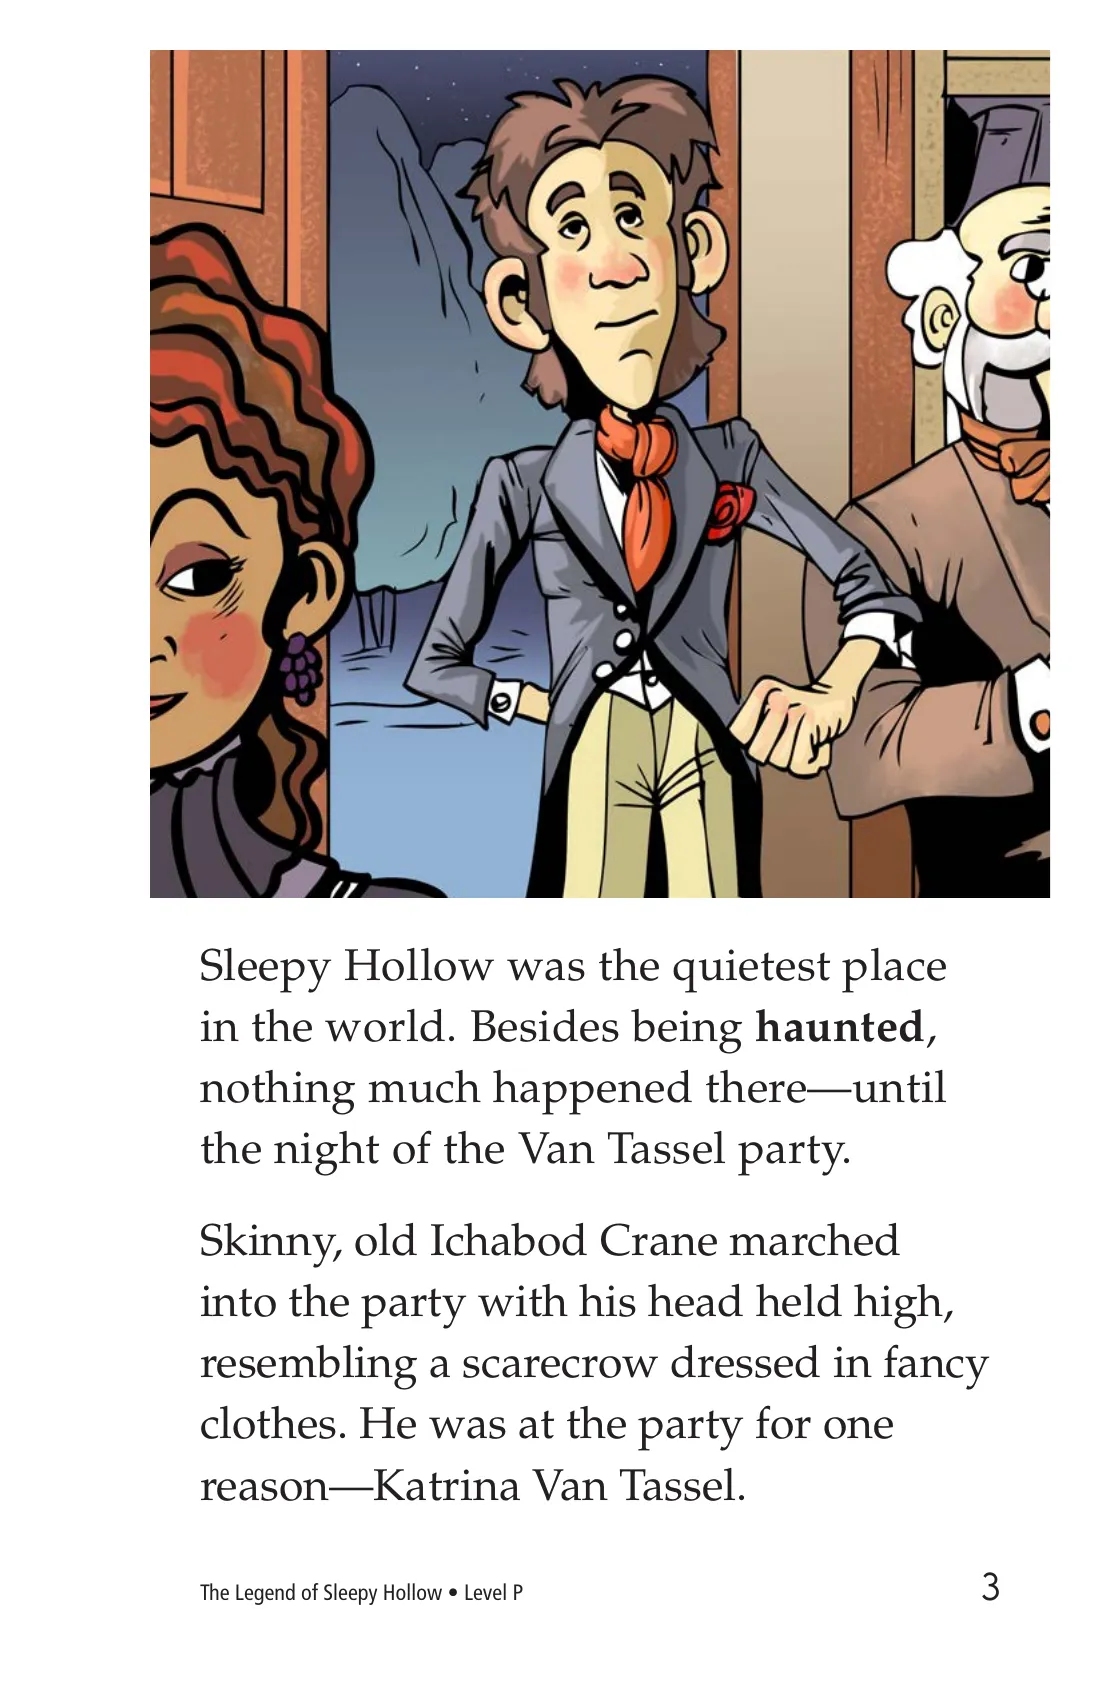 Sleepy Hollow was the quietest place
in the world. Besides being haunted,
nothing much happened there—until
the night of the Van Tassel party.
Skinny, old Ichabod Crane marched
into the party with his head held high,
resembling a scarecrow dressed in fancy
clothes. He was at the party for one
reason—Katrina Van Tassel.
The Legend of Sleepy Hollow • Level P
3